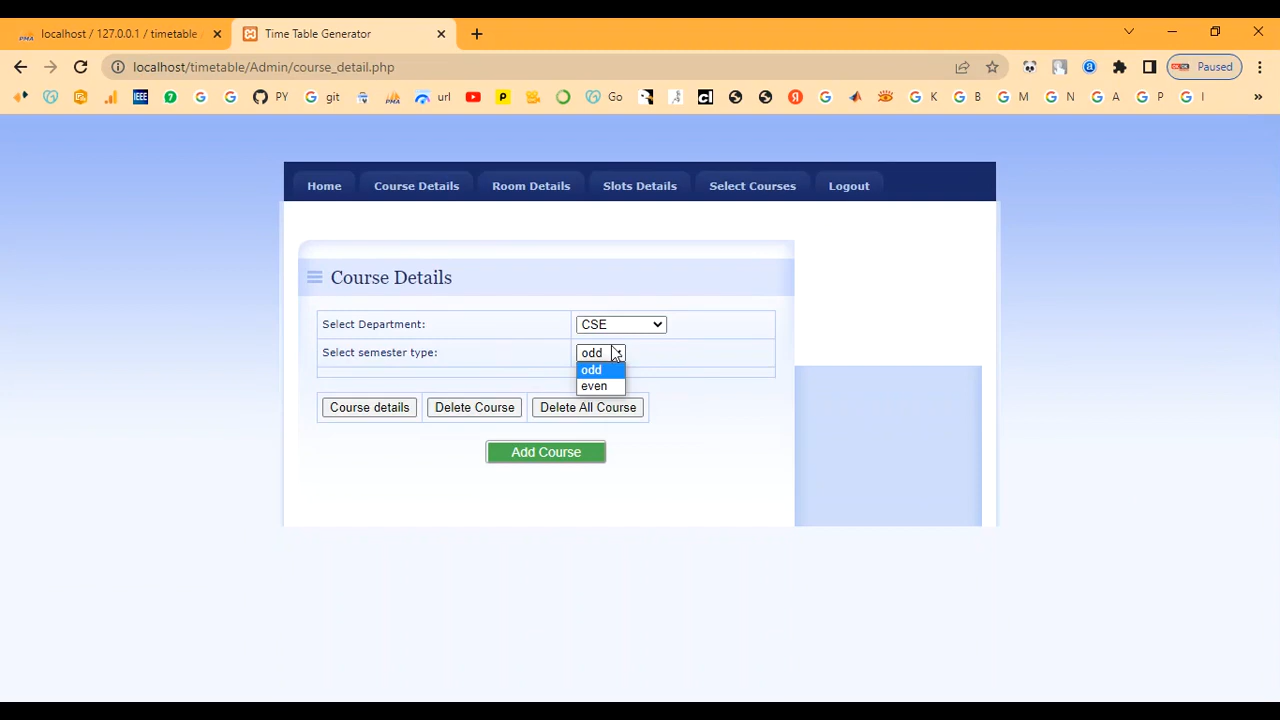 localhost / 127.0.0.1 / timetable
Time Table Generator
localhost/timetable/Admin/course_detail.php
Paused
IEEE
PY
git
PMA
url
Go
K
B
M
N
A
P
I
Home
Course Details
Room Details
Slots Details
Select Courses
Logout
Course Details
Select Department:
CSE
Select semester type:
odd
odd
even
Course details
Delete Course
Delete All Course
Add Course